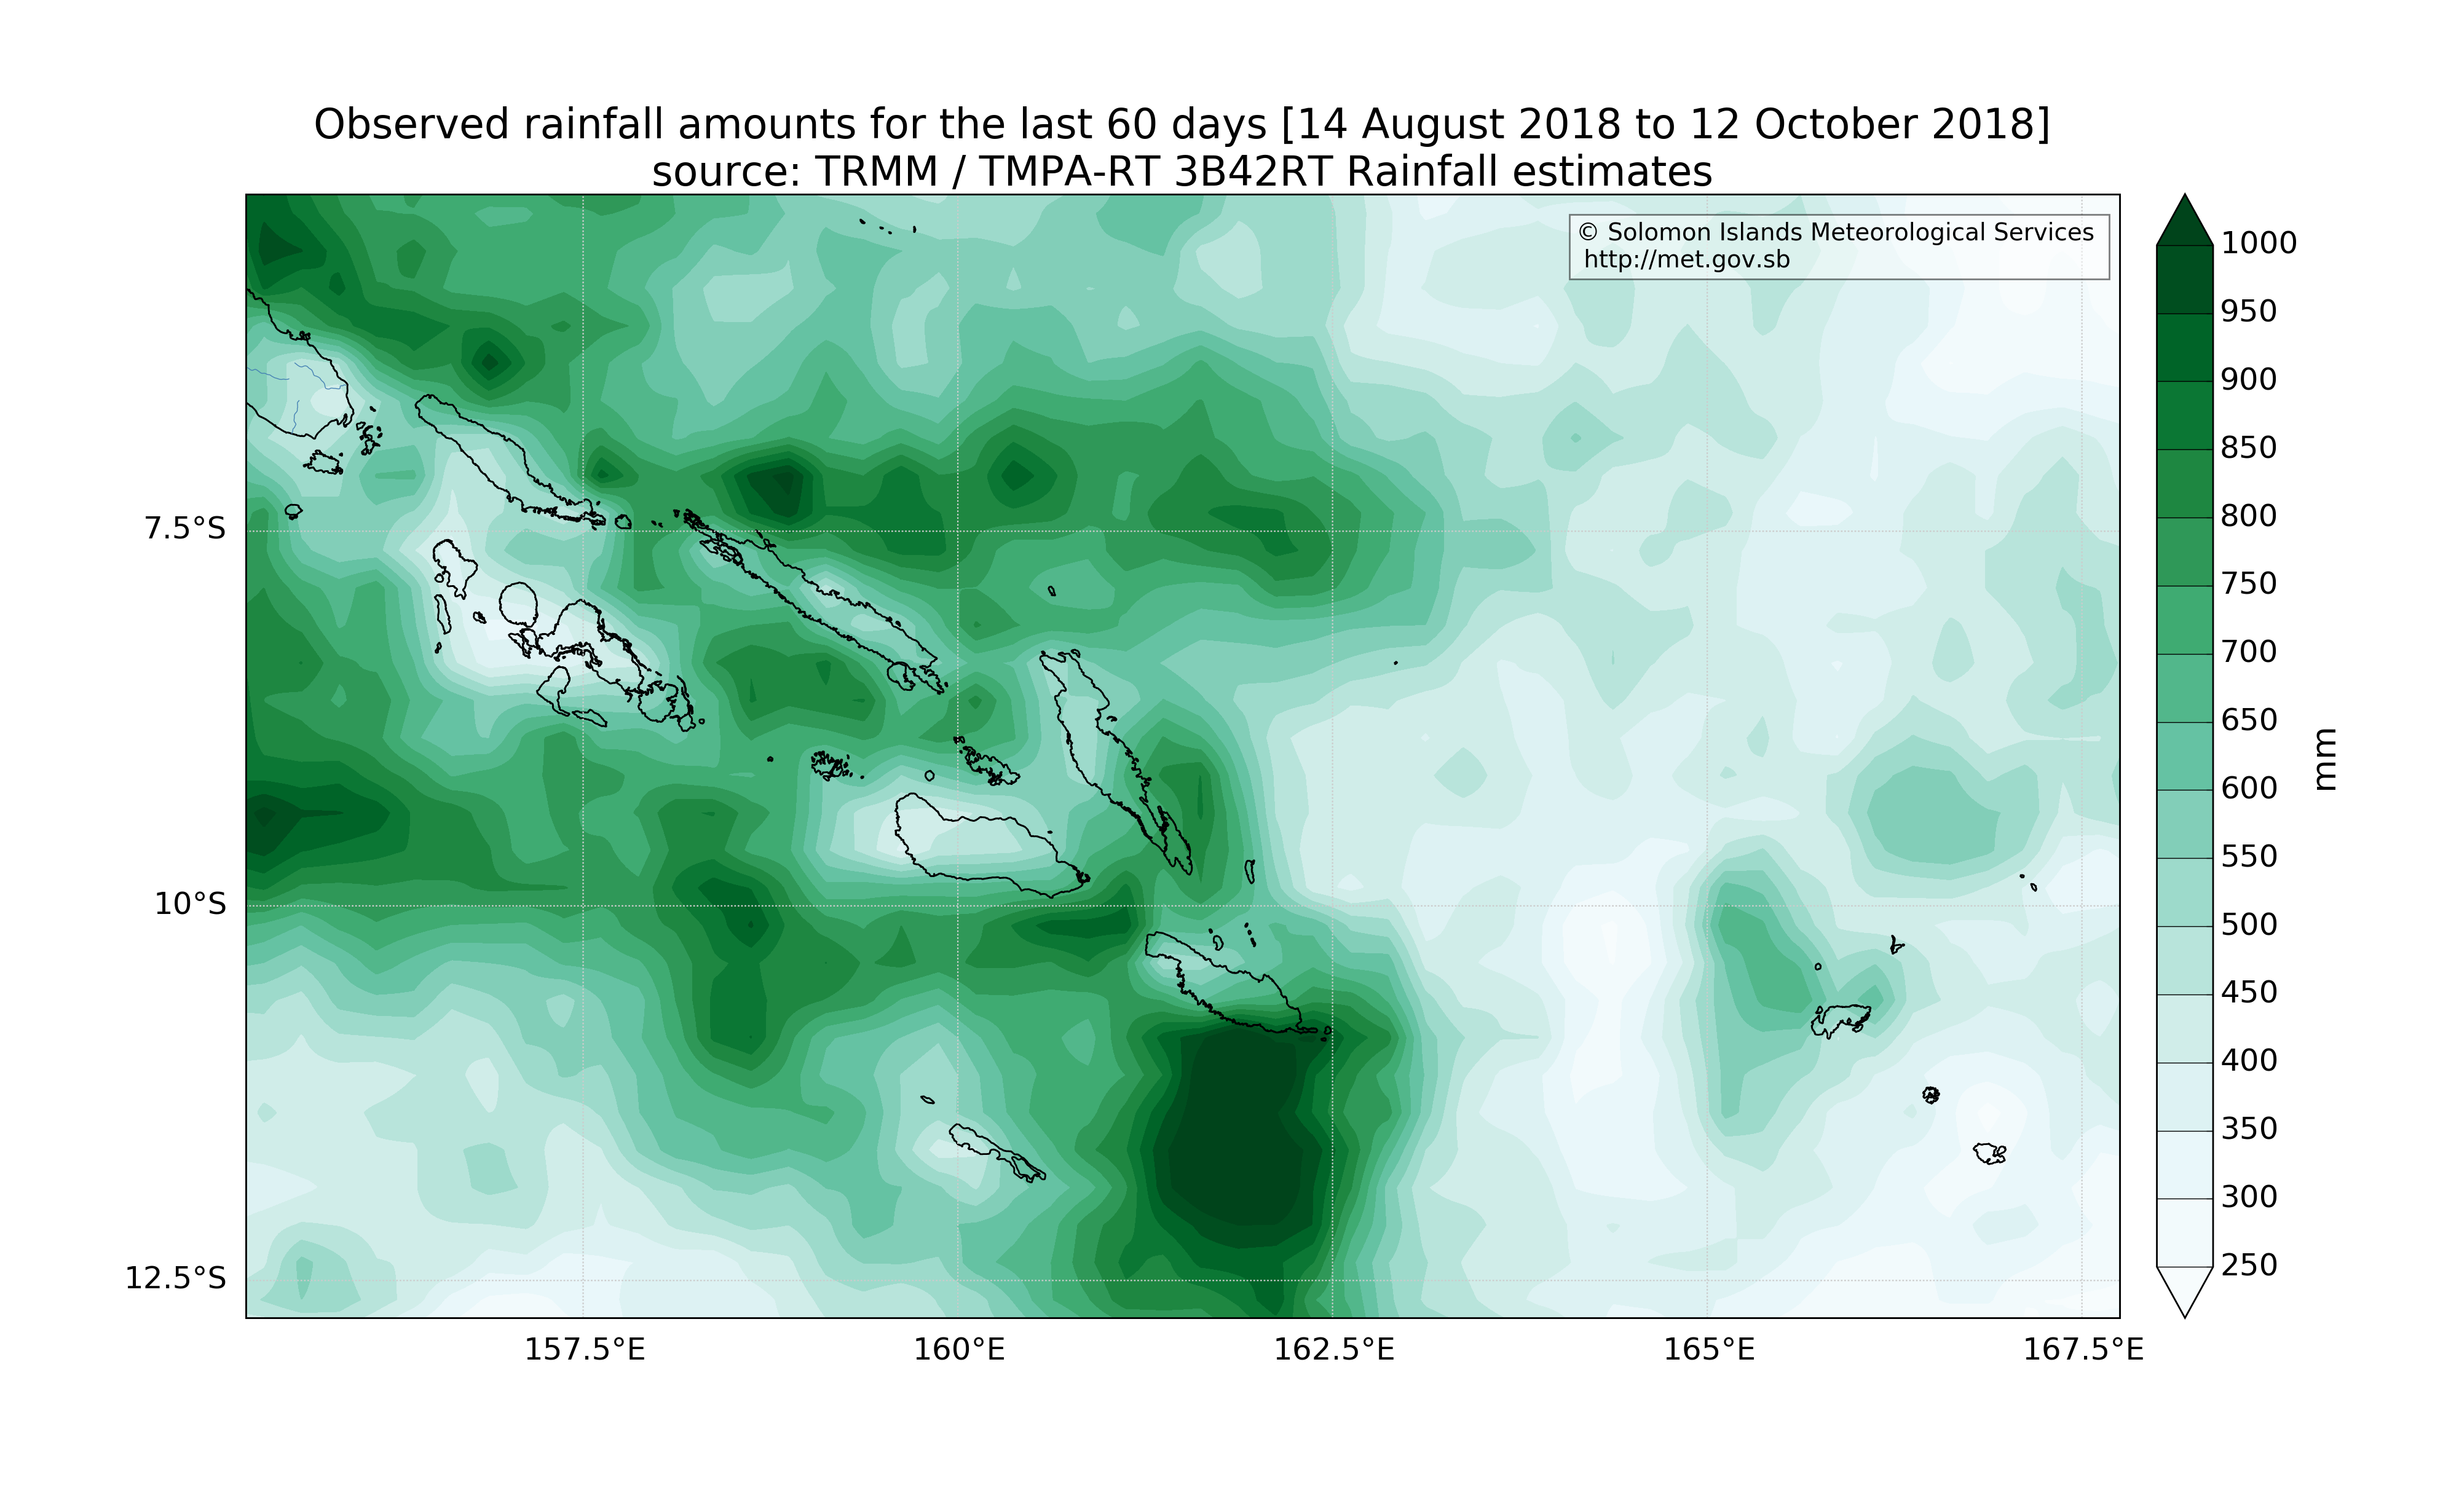 Observed rainfall amounts for the last 60 days [14 August 2018 to 12 October 2018]
source: TRMM / TMPA-RT 3B42RT Rainfall estimates
© Solomon Islands Meteorological Services
http://met.gov.sb
7.5°S
10°S
12.5°S
157.5°E
160°E
162.5°E
165°E
167.5°E
1000
950
900
850
800
750
700
650
600
550
500
450
400
350
300
250
mm